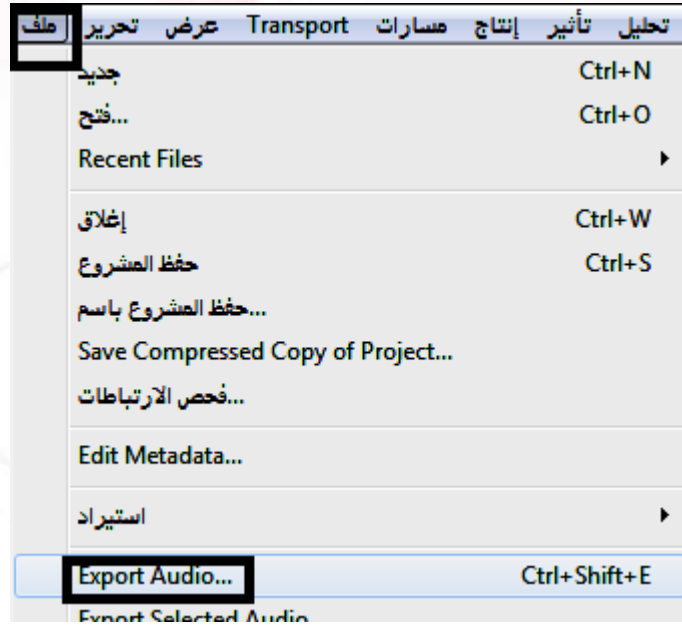 ملف تحرير عرض Transport مسارات إنتاج تأثير تحليل
جديد Ctrl+N
فتح... Ctrl+O
Recent Files
إغلاق Ctrl+W
حفظ المشروع Ctrl+S
حفظ المشروع باسم...
Save Compressed Copy of Project...
فحص الارتباطات...
Edit Metadata...
استيراد
Export Audio... Ctrl+Shift+E
Export Selected Audio